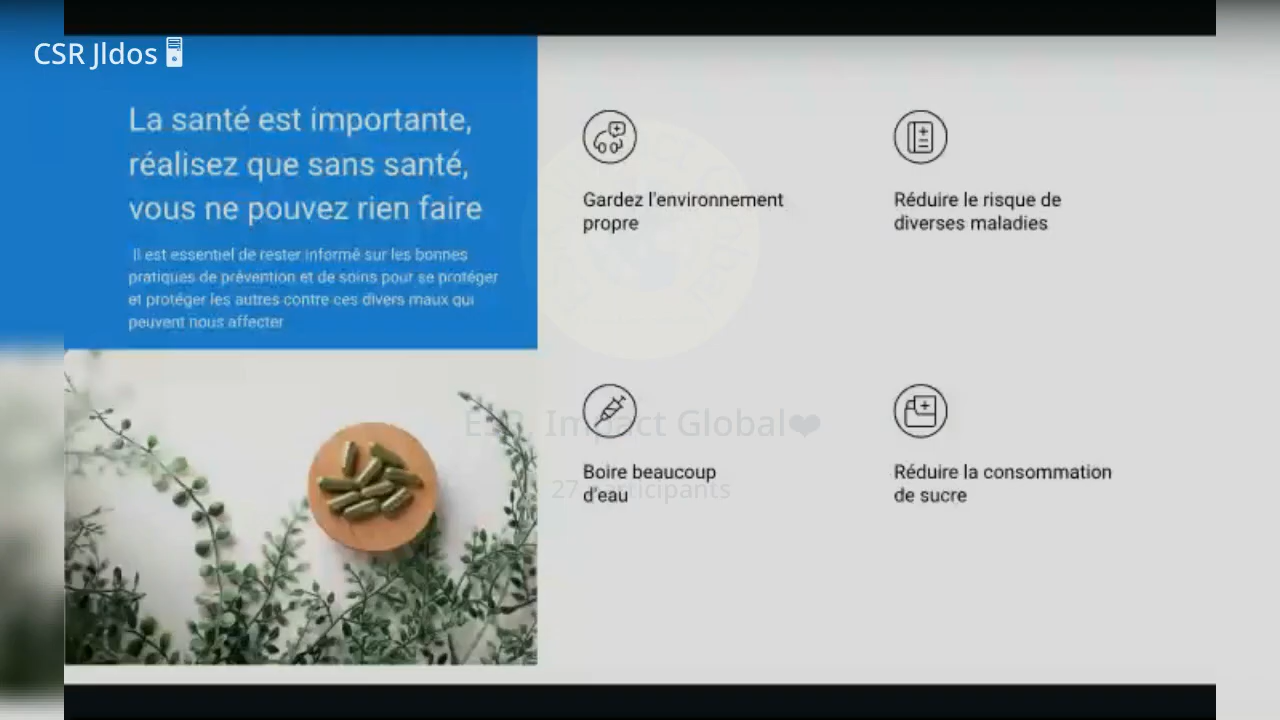 CSR Jldos
La santé est importante,
réalisez que sans santé,
vous ne pouvez rien faire
Il est essentiel de rester informé sur les bonnes
pratiques de prévention et de soins pour se protéger
et protéger les autres contre ces divers maux qui
peuvent nous affecter
Gardez l'environnement
propre
Réduire le risque de
diverses maladies
Impact Global❤
Boire beaucoup
d'eau
Réduire la consommation
de sucre
27 participants